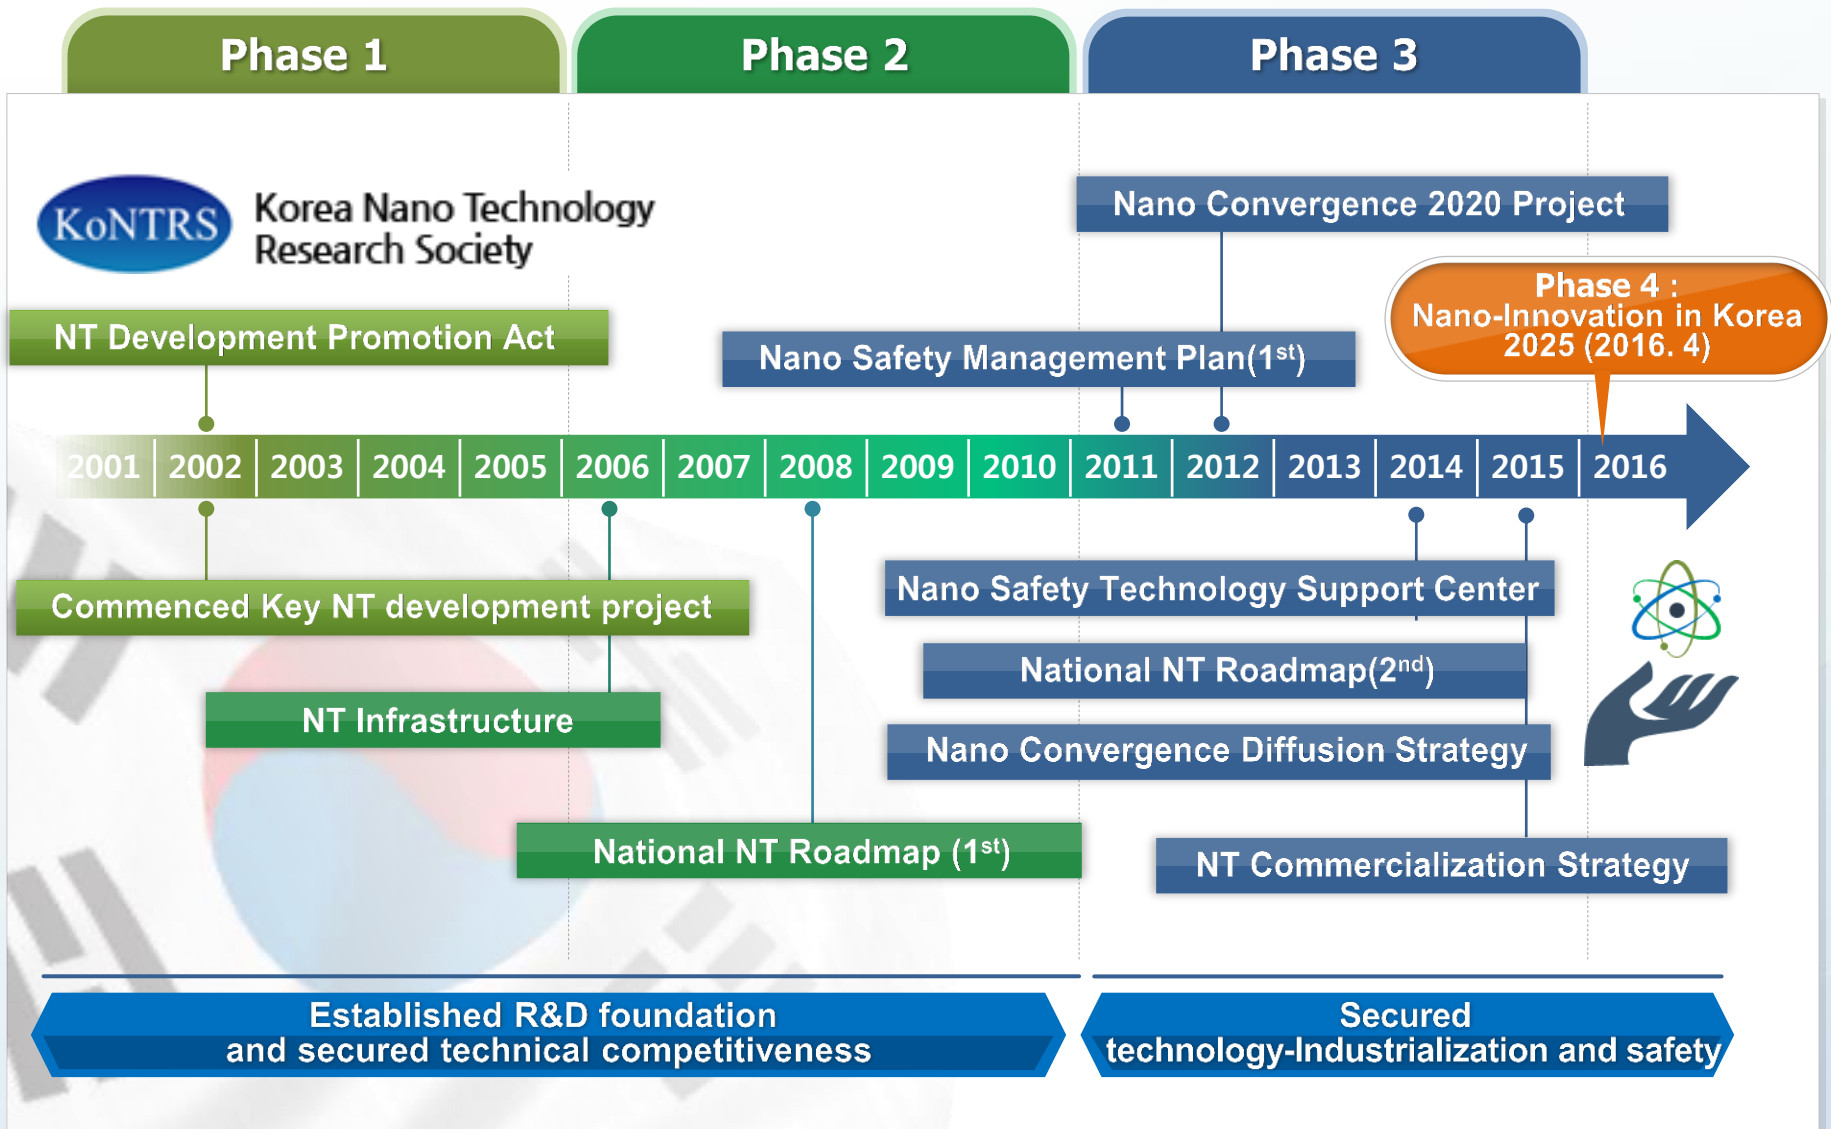 Phase 1
Phase 2
Phase 3
KoNTRS
Korea Nano Technology
Research Society
Nano Convergence 2020 Project
Phase 4 :
Nano-Innovation in Korea
2025 (2016. 4)
NT Development Promotion Act
Nano Safety Management Plan(1st)
2001 2002 2003 2004 2005 2006 2007 2008 2009 2010 2011 2012 2013 2014 2015 2016
Commenced Key NT development project
Nano Safety Technology Support Center
National NT Roadmap(2nd)
NT Infrastructure
Nano Convergence Diffusion Strategy
National NT Roadmap (1st)
NT Commercialization Strategy
Established R&D foundation
and secured technical competitiveness
Secured
technology-Industrialization and safety